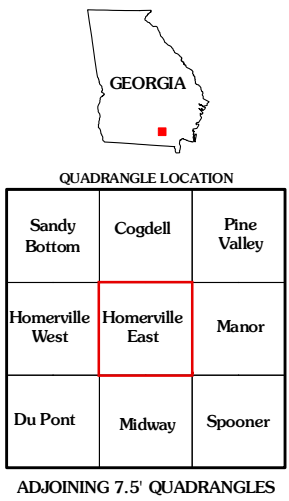 GEORGIA
QUADRANGLE LOCATION
Sandy
Bottom
Cogdell
Pine
Valley
Homerville
West
Homerville
East
Manor
Du Pont
Midway
Spooner
ADJOINING 7.5' QUADRANGLES